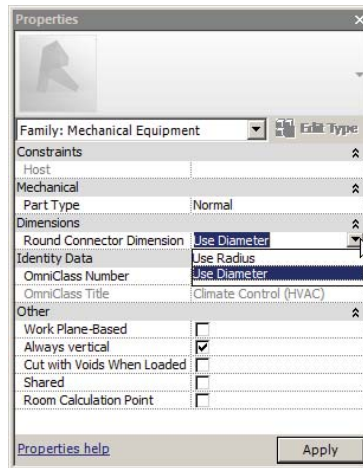 Properties
Family: Mechanical Equipment Edit Type
Constraints
Host
Mechanical
Part Type Normal
Dimensions
Round Connector Dimension Use Diameter
Use Radius
Identity Data
Use Diameter
OmniClass Number
OmniClass Title Climate Control (HVAC)
Other
Work Plane-Based
Always vertical
Cut with Voids When Loaded
Shared
Room Calculation Point
Properties help Apply